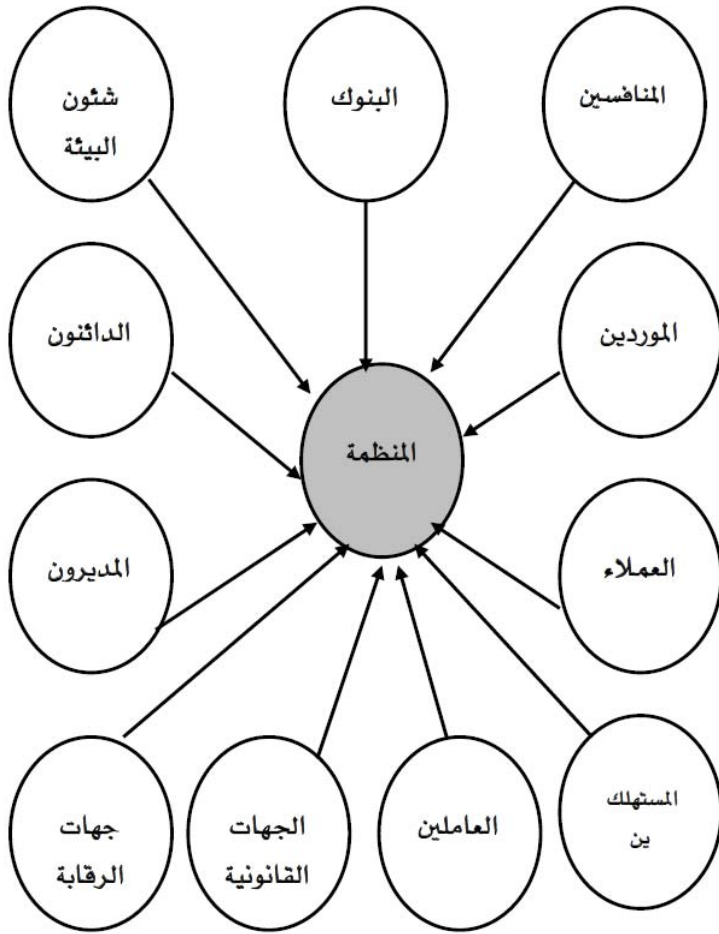 المنافسين
البنوك
شئون
البيئة
الموردين
الدائنون
المنظمة
العملاء
المديرون
المستهلك
ين
العاملين
الجهات
القانونية
جهات
الرقابة